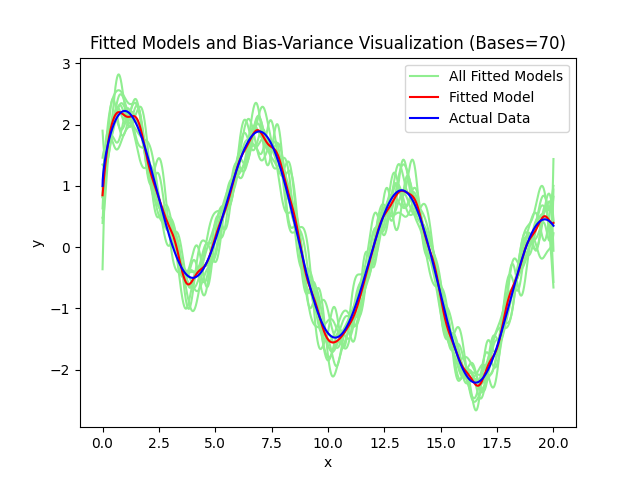 Fitted Models and Bias-Variance Visualization (Bases=70)
All Fitted Models
Fitted Model
Actual Data
y
3
2
1
0
−1
−2
0.0 2.5 5.0 7.5 10.0 12.5 15.0 17.5 20.0
x